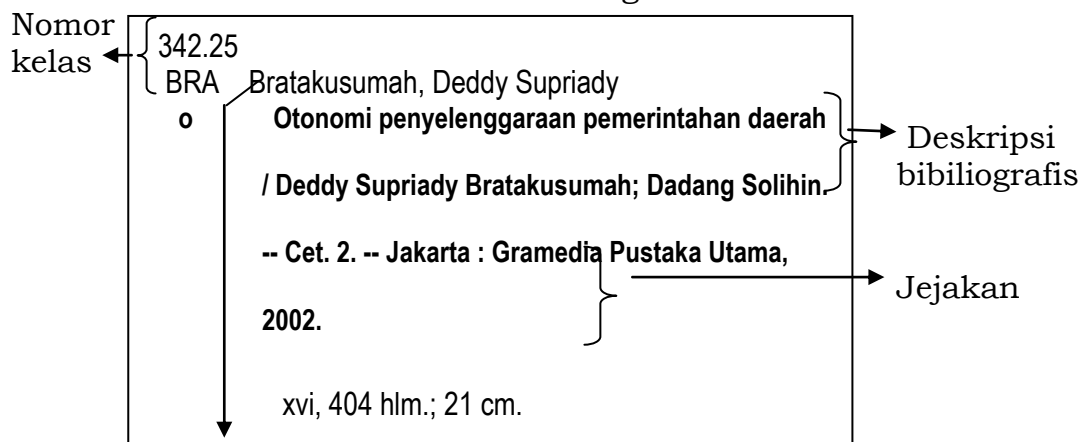 Nomor
kelas
342.25
BRA Bratakusumah, Deddy Supriady
o Otonomi penyelenggaraan pemerintahan daerah
/ Deddy Supriady Bratakusumah; Dadang Solihin.
-- Cet. 2. -- Jakarta : Gramedia Pustaka Utama,
2002.
xvi, 404 hlm.; 21 cm.
Deskripsi
bibiliografis
Jejakan